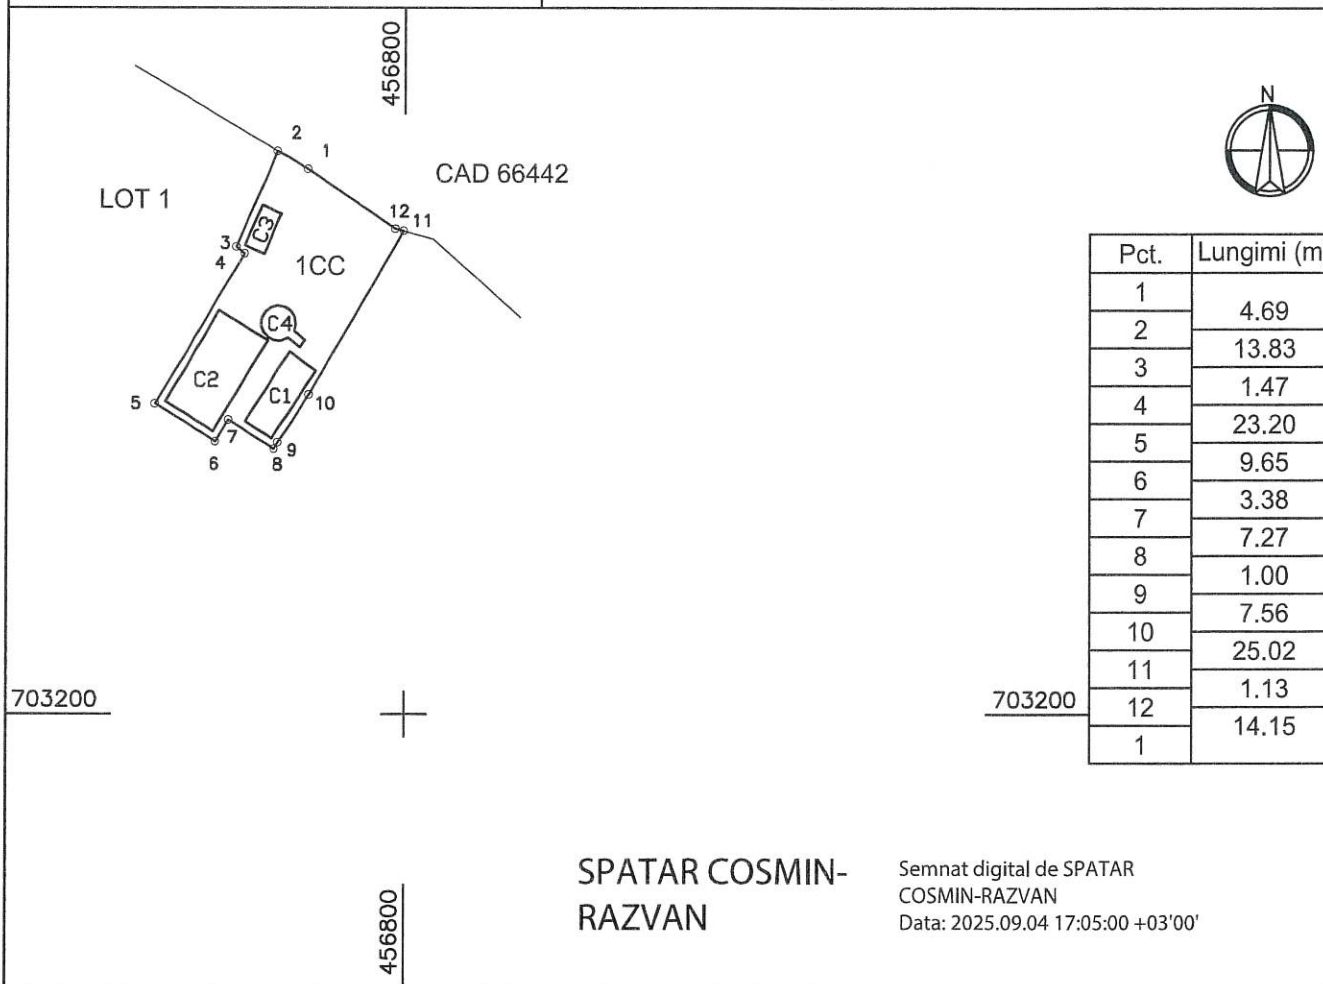 456800
N
2
1
CAD 66442
LOT 1
12
11
C3
3
4
1CC
C4
C2
C1
5
10
7
9
6
8
Pct. Lungimi (m
1
4.69
2
13.83
3
1.47
4
23.20
5
9.65
6
3.38
7
7.27
8
1.00
9
7.56
10
25.02
11
1.13
12
14.15
1
703200
703200
SPATAR COSMIN-
RAZVAN
Semnat digital de SPATAR
COSMIN-RAZVAN
Data: 2025.09.04 17:05:00 +03'00'
456800